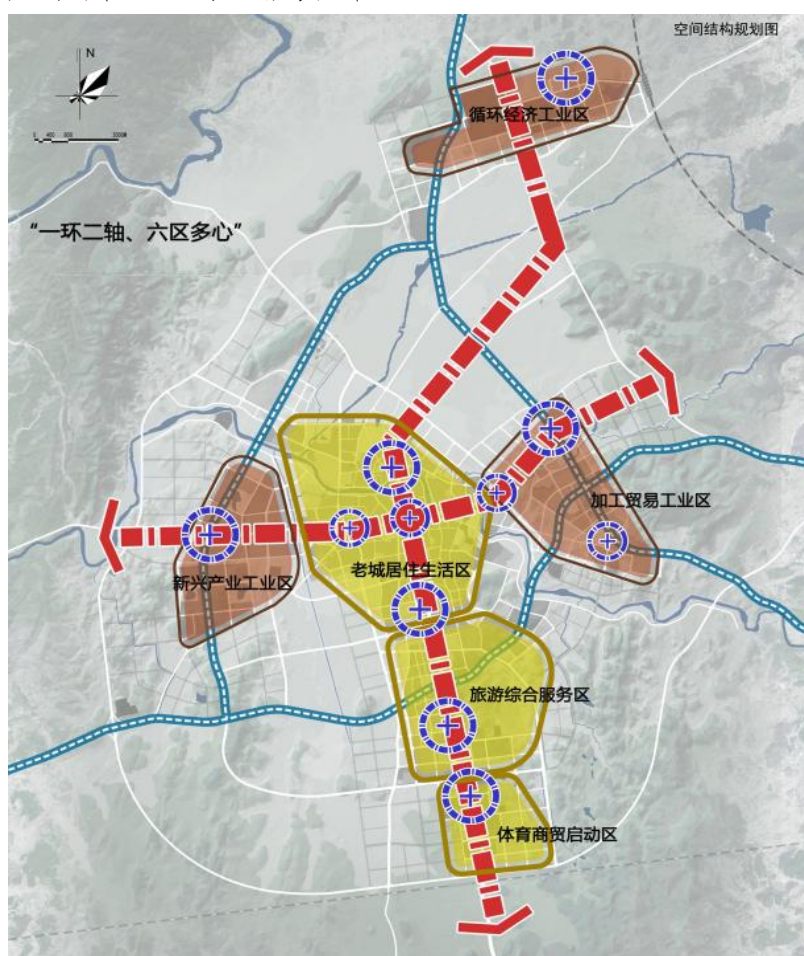 空间结构规划图
N
循环经济工业区
“一环二轴、六区多心”
加工贸易工业区
老城居住生活区
新兴产业工业区
旅游综合服务区
体育商贸启动区